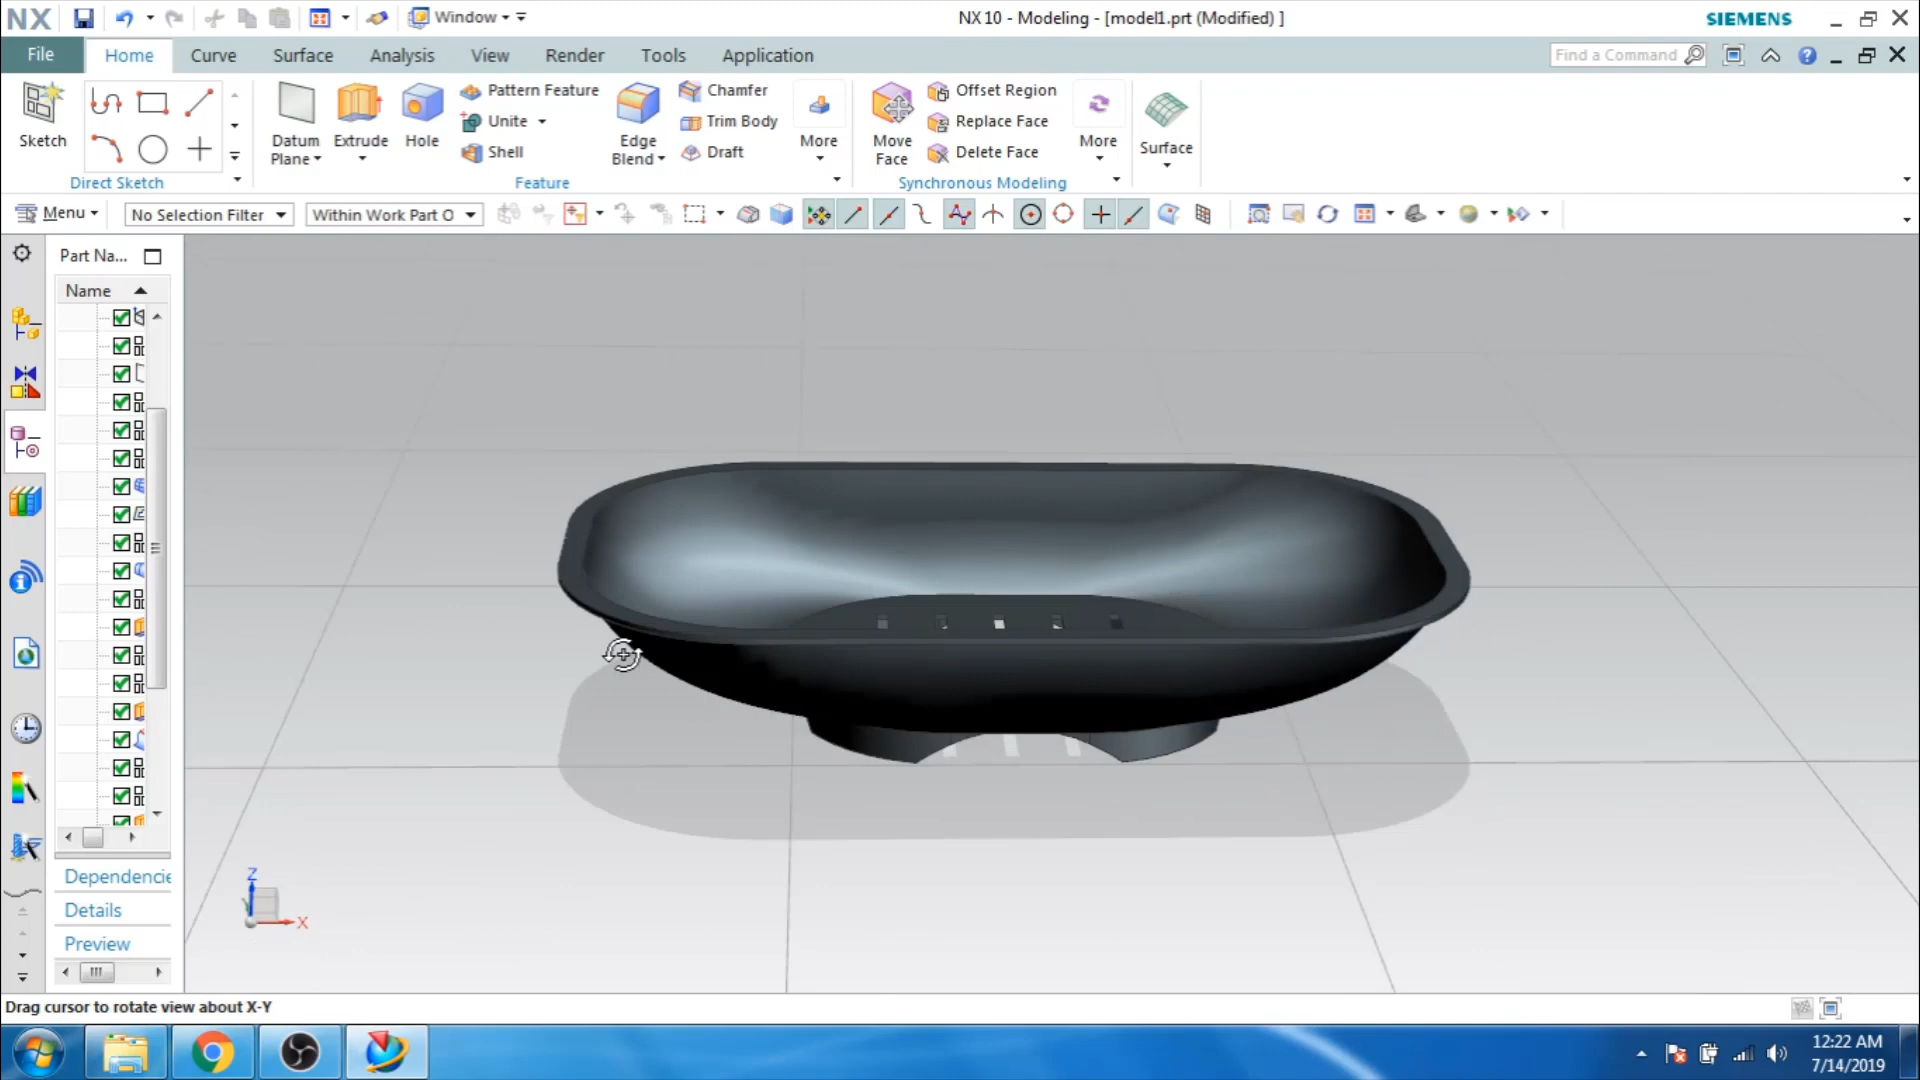 NX
Window
NX 10 - Modeling - [model1.prt (Modified) ]
SIEMENS
File
Home
Curve
Surface
Analysis
View
Render
Tools
Application
Find a Command
Sketch
Direct Sketch
Datum Plane
Extrude
Hole
Pattern Feature
Unite
Shell
Edge Blend
Chamfer
Trim Body
Draft
More
Feature
Move Face
Offset Region
Replace Face
Delete Face
More
Synchronous Modeling
Surface
Menu
No Selection Filter
Within Work Part O
Part Na...
Name
Dependencie
Details
Preview
Z
X
Drag cursor to rotate view about X-Y
12:22 AM
7/14/2019